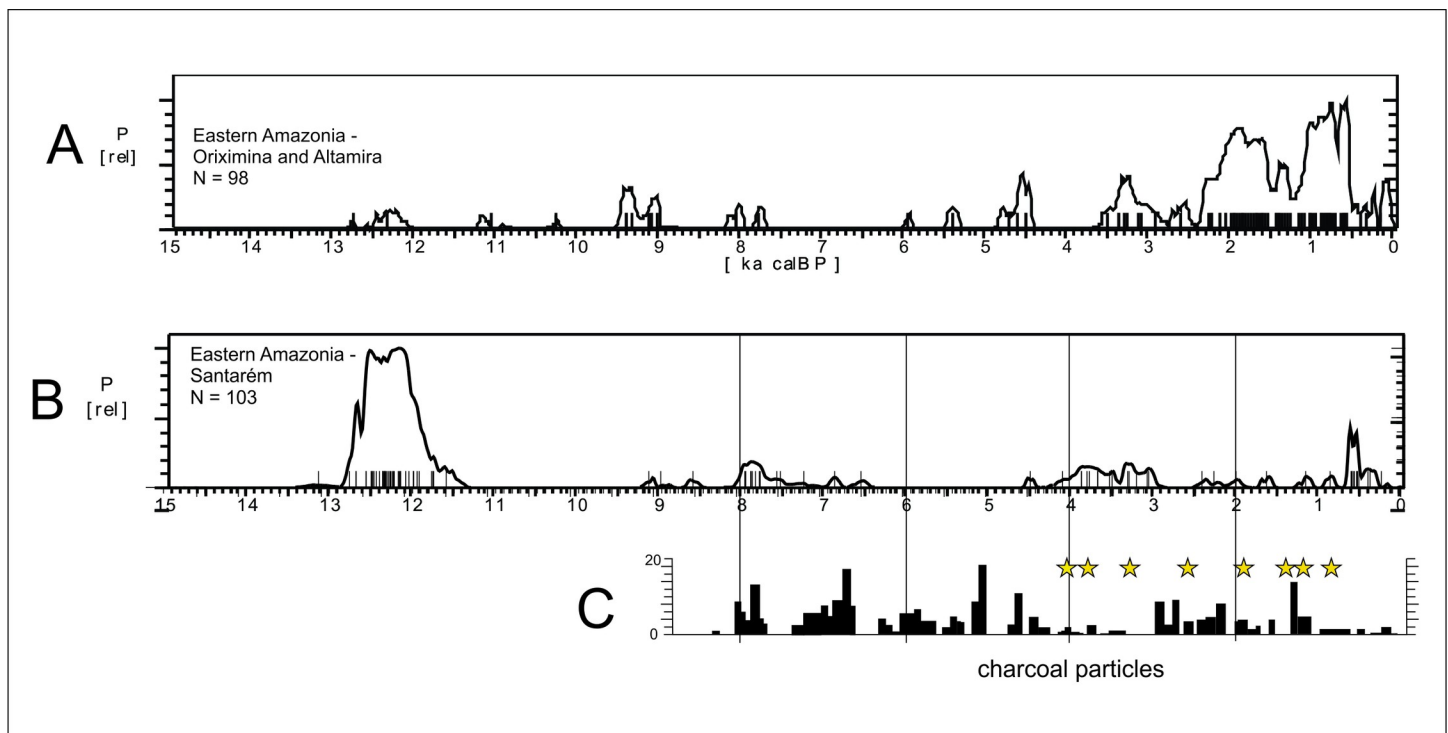 A
P
[rel]
Eastern Amazonia -
Oriximina and Altamira
N = 98
15 14 13 12 11 10 9 8 7 6 5 4 3 2 1 0
[ ka calBP ]
B
P
[rel]
Eastern Amazonia -
Santarém
N = 103
15 14 13 12 11 10 9 8 7 6 5 4 3 2 1 0
C
20
0
charcoal particles